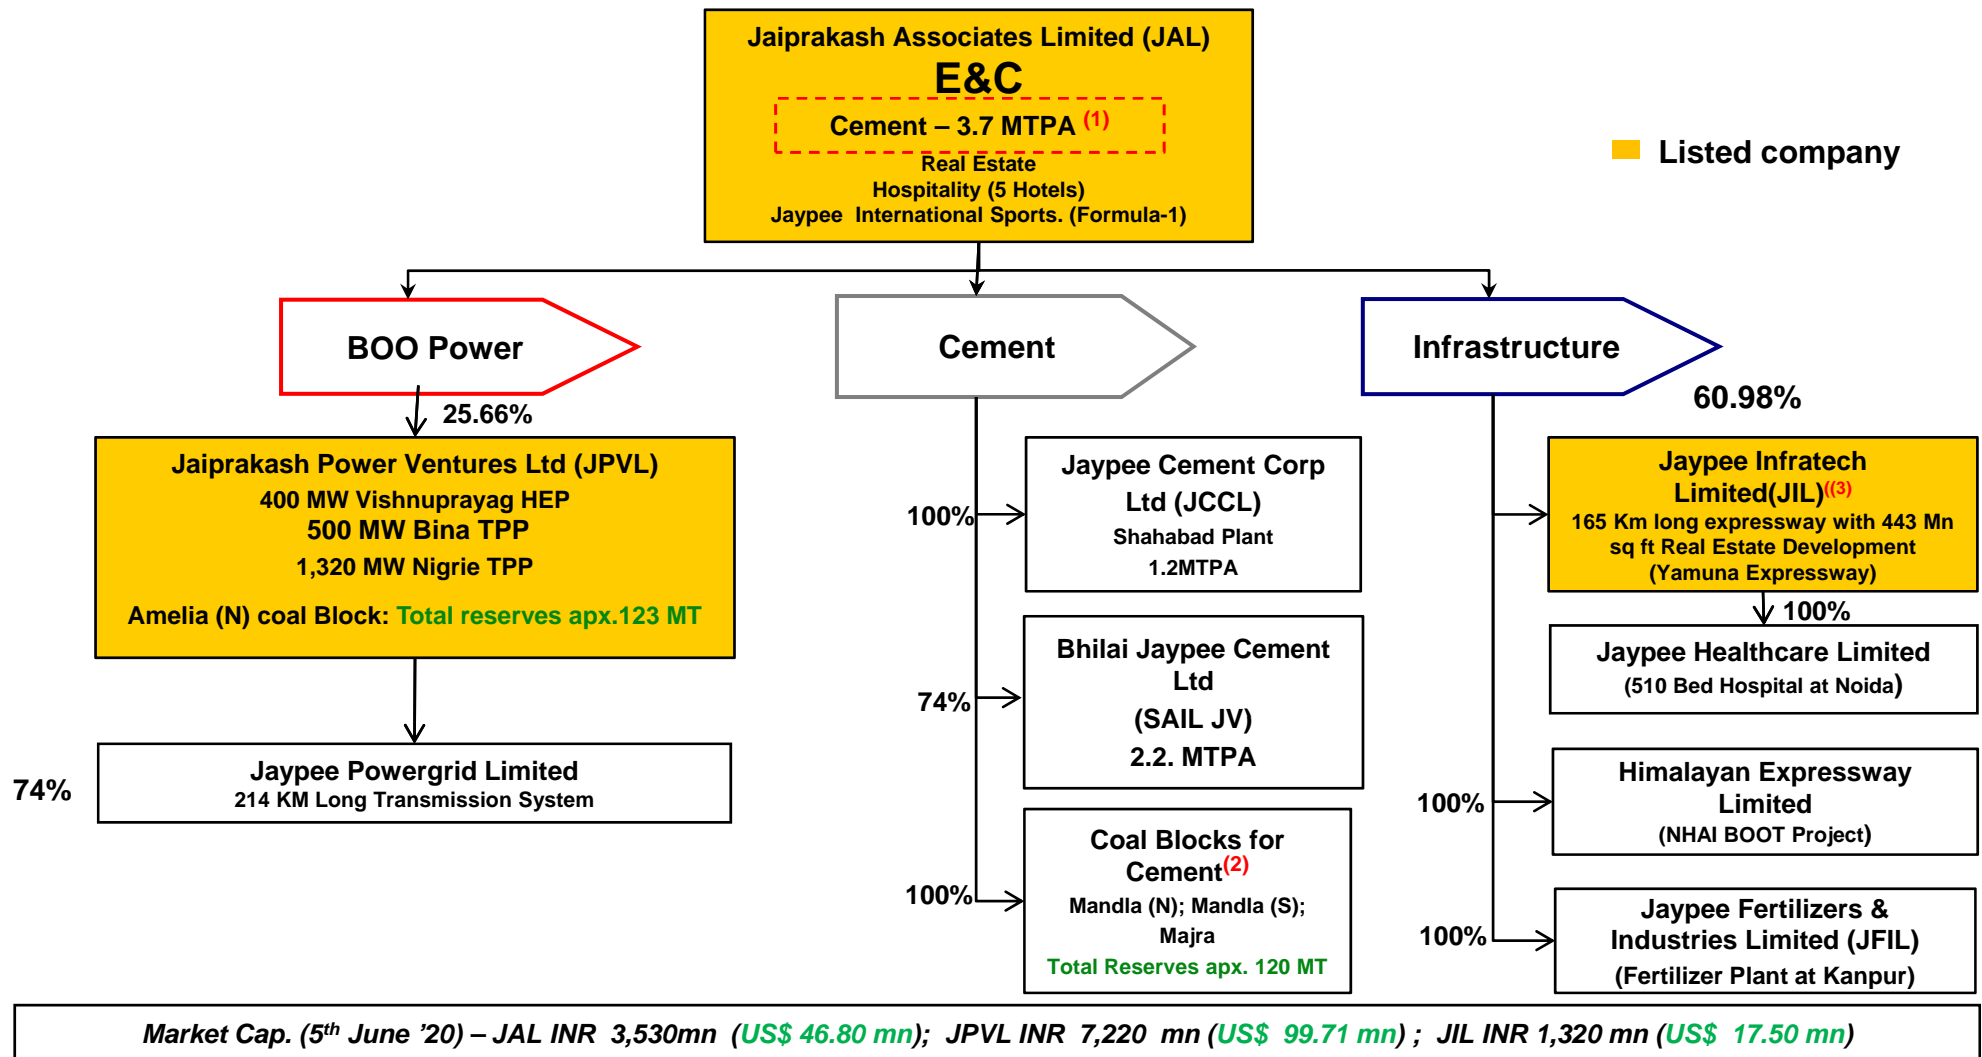 Jaiprakash Associates Limited (JAL)
E&C
Cement – 3.7 MTPA (1)
Real Estate
Hospitality (5 Hotels)
Jaypee International Sports. (Formula-1)
Listed company
BOO Power
Cement
Infrastructure
25.66%
60.98%
Jaiprakash Power Ventures Ltd (JPVL)
400 MW Vishnuprayag HEP
500 MW Bina TPP
1,320 MW Nigrie TPP
Amelia (N) coal Block: Total reserves apx.123 MT
74%
Jaypee Powergrid Limited
214 KM Long Transmission System
100%
Jaypee Cement Corp
Ltd (JCCL)
Shahabad Plant
1.2MTPA
74%
Bhilai Jaypee Cement
Ltd
(SAIL JV)
2.2. MTPA
100%
Coal Blocks for
Cement(2)
Mandla (N); Mandla (S);
Majra
Total Reserves apx. 120 MT
Jaypee Infratech
Limited(JIL)((3)
165 Km long expressway with 443 Mn
sq ft Real Estate Development
(Yamuna Expressway)
100%
Jaypee Healthcare Limited
(510 Bed Hospital at Noida)
100%
Himalayan Expressway
Limited
(NHAI BOOT Project)
100%
Jaypee Fertilizers &
Industries Limited (JFIL)
(Fertilizer Plant at Kanpur)
Market Cap. (5th June '20) – JAL INR 3,530mn (US$ 46.80 mn); JPVL INR 7,220 mn (US$ 99.71 mn) ; JIL INR 1,320 mn (US$ 17.50 mn)